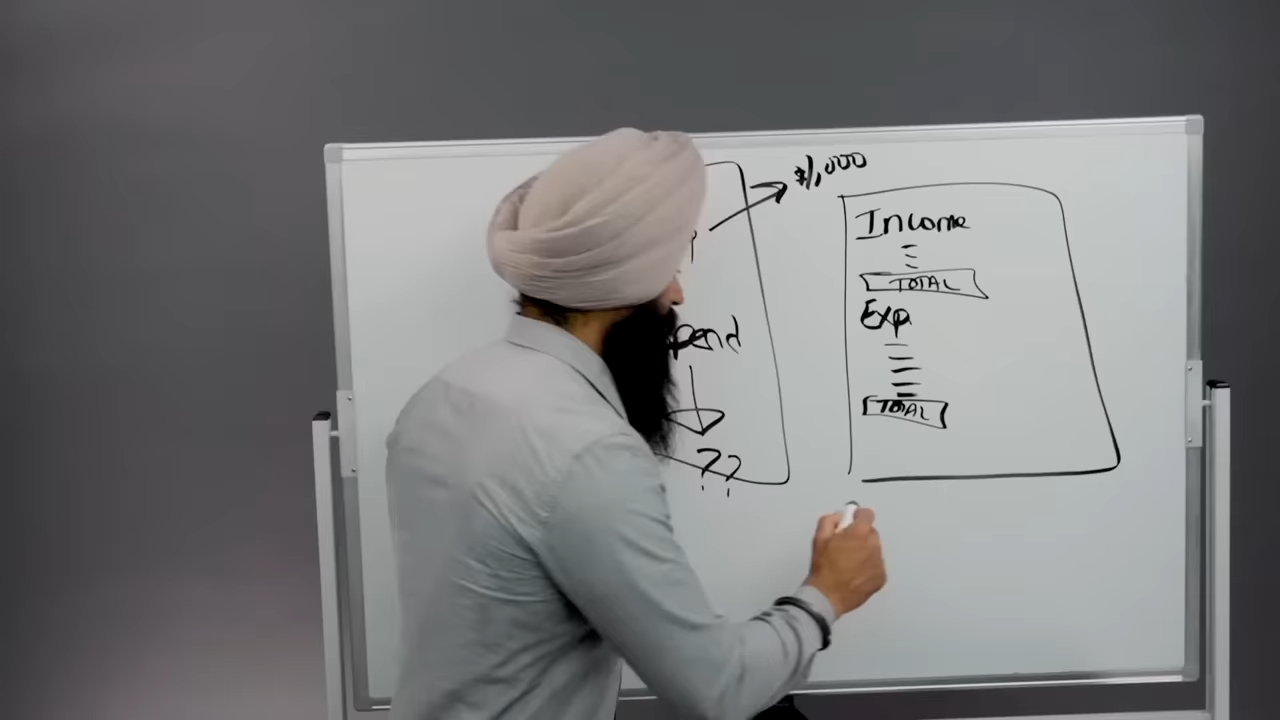 $1,000
pend
??
Income
TOTAL
Exp
TOTAL